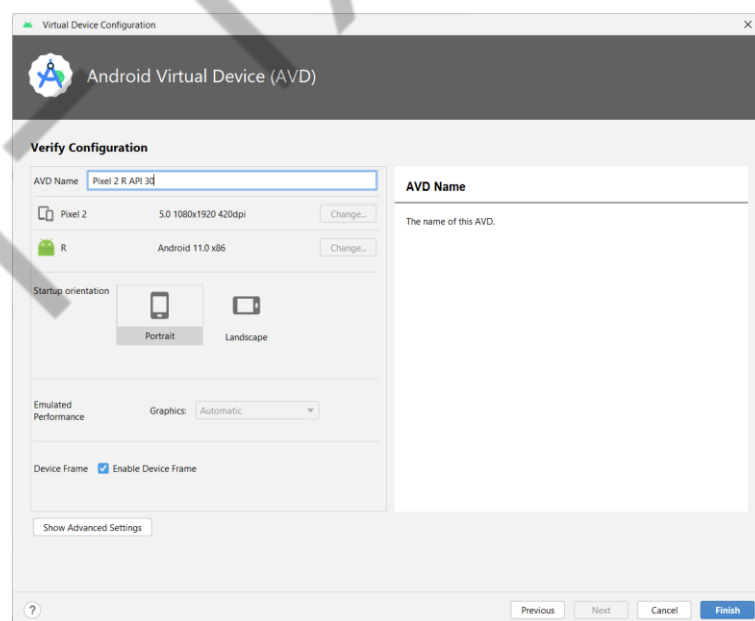 Virtual Device Configuration
Android Virtual Device (AVD)
Verify Configuration
AVD Name Pixel 2 R API 30
Pixel 2 5.0 1080x1920 420dpi Change...
R Android 11.0 x86 Change...
Startup orientation
Portrait
Landscape
Emulated
Performance
Graphics: Automatic
Device Frame Enable Device Frame
Show Advanced Settings
AVD Name
The name of this AVD.
? Previous Next Cancel Finish